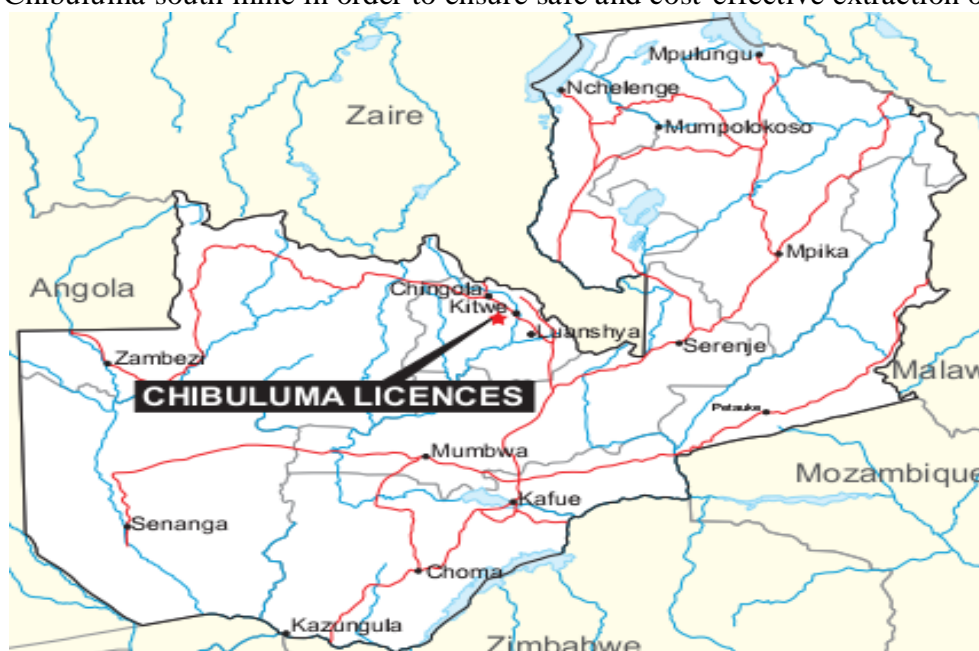 Chibuluma south mine in order to ensure safe and cost-effective extraction o
Mpulungu
Nchelenge
Zaire
Mumpolokoso
Mpika
Angola
Chingola
Kitwe
Luanshya
Serenje
Zambezi
Malaw
CHIBULUMA LICENCES
Petauke
Mumbwa
Mozambique
Kafue
Senanga
Choma
Kazungula
Zimbabwe